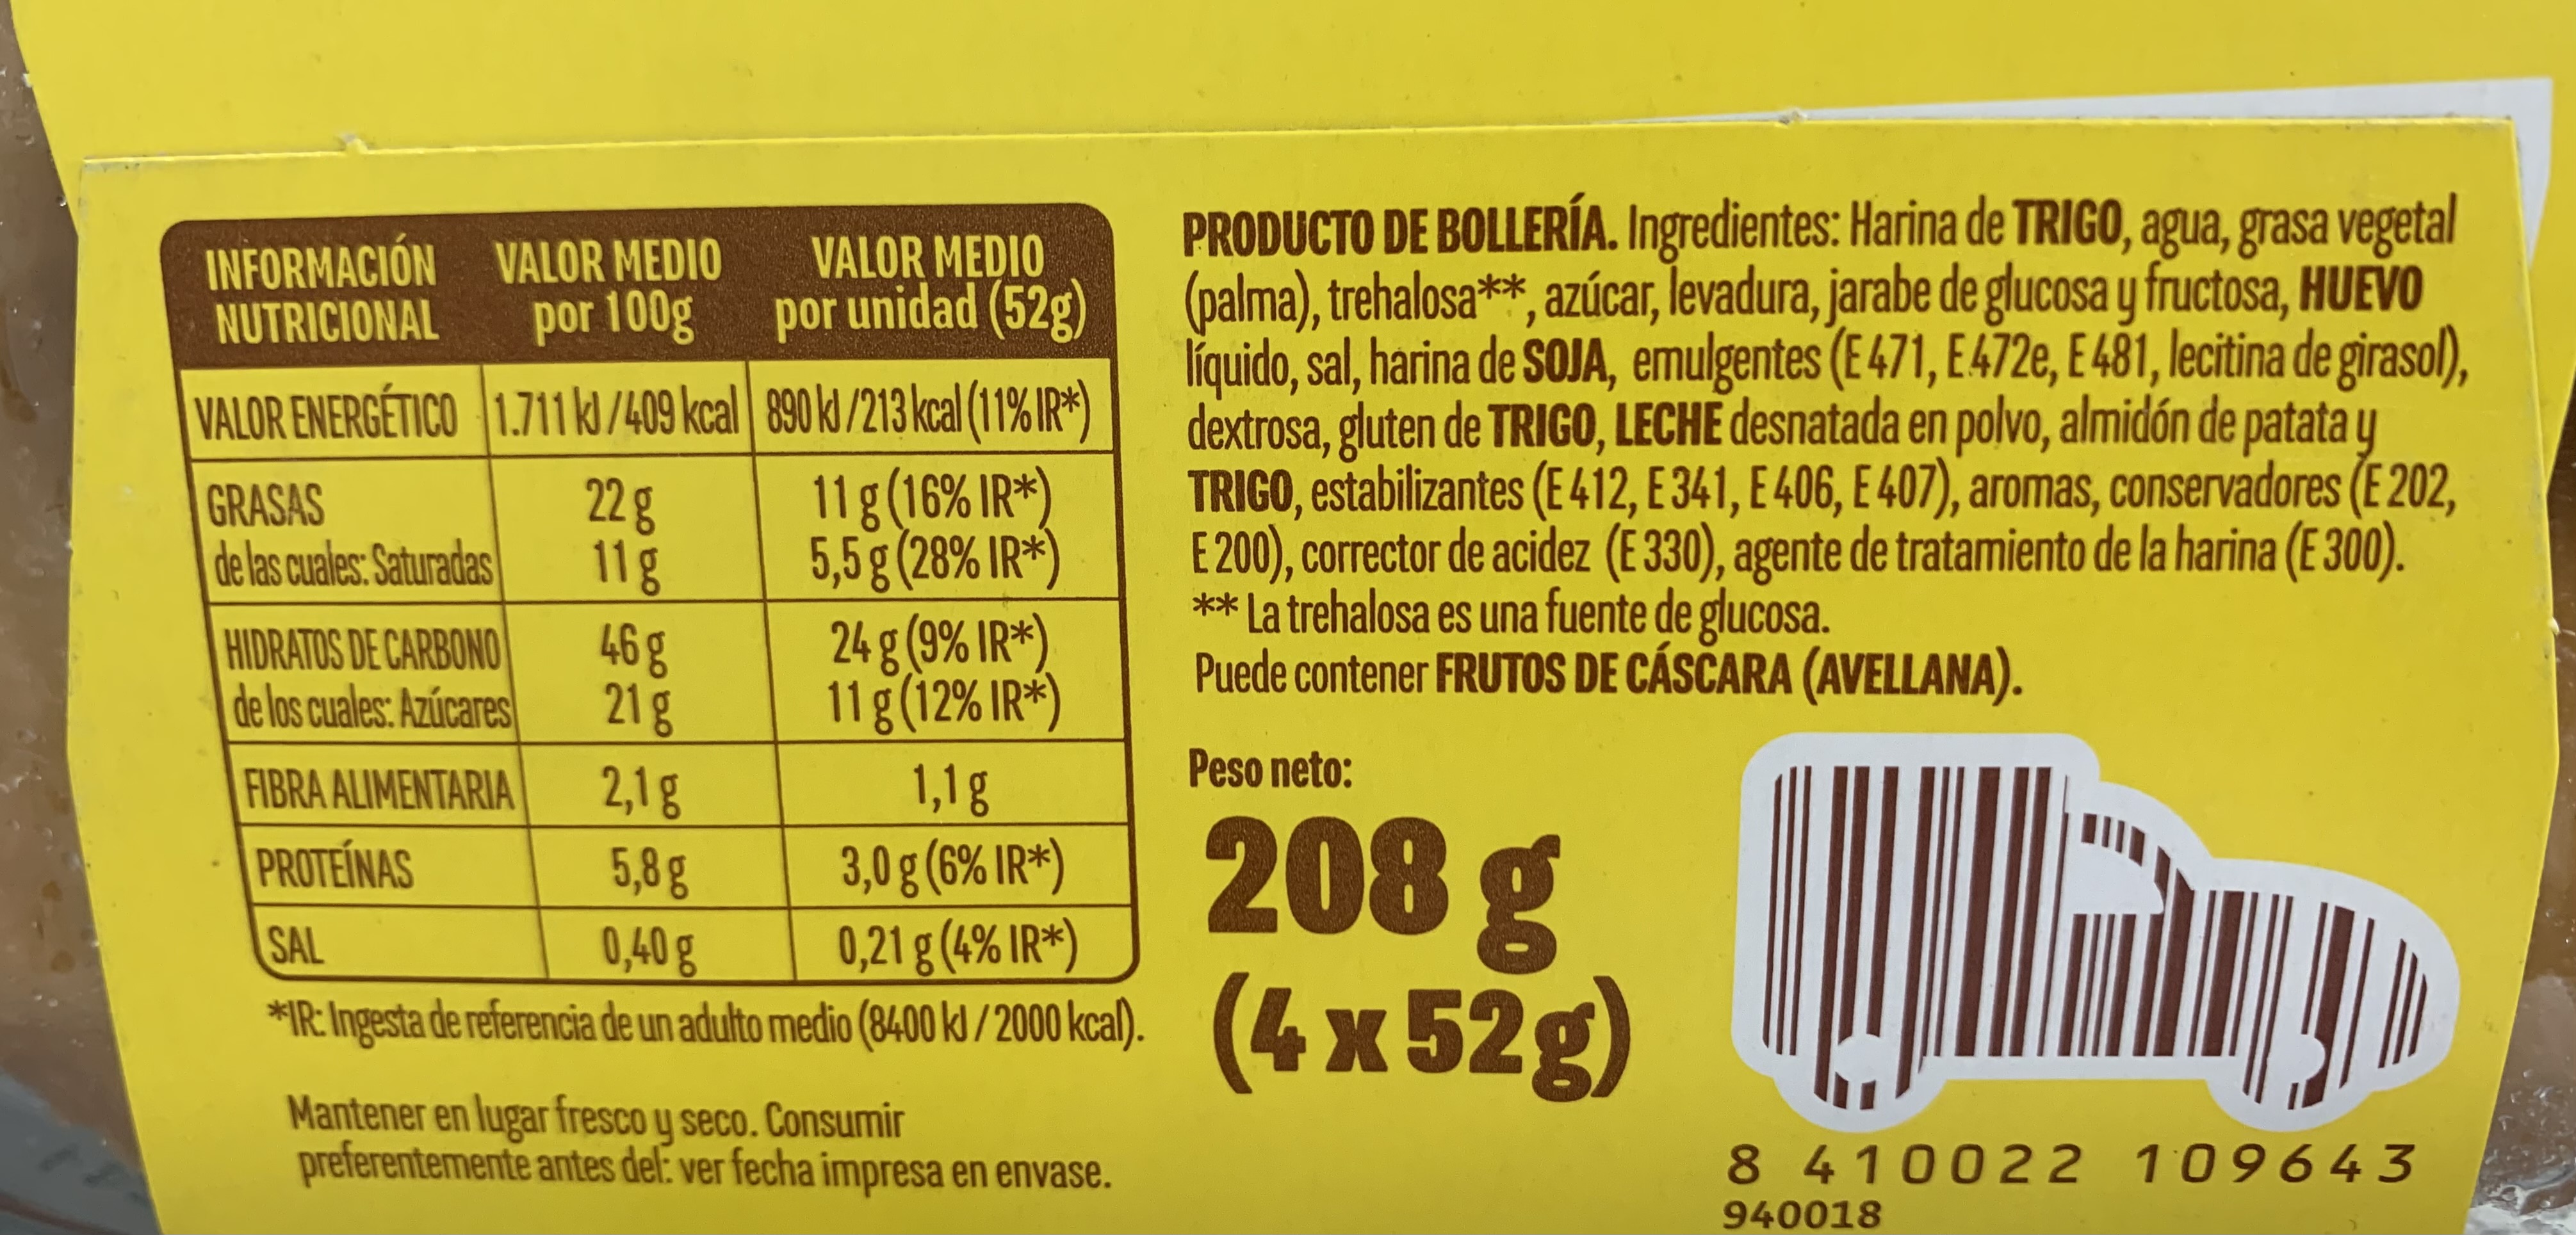 INFORMACIÓN NUTRICIONAL VALOR MEDIO por 100g VALOR MEDIO por unidad (52g)
VALOR ENERGÉTICO 1.711 kJ/409 kcal 890 kJ/213 kcal (11% IR*)
GRASAS 22 g 11 g (16% IR*)
de las cuales: Saturadas 11 g 5,5 g (28% IR*)
HIDRATOS DE CARBONO 46 g 24 g (9% IR*)
de los cuales: Azúcares 21 g 11 g (12% IR*)
FIBRA ALIMENTARIA 2,1 g 1,1 g
PROTEÍNAS 5,8 g 3,0 g (6% IR*)
SAL 0,40 g 0,21 g (4% IR*)
*IR: Ingesta de referencia de un adulto medio (8400 kJ / 2000 kcal).
Mantener en lugar fresco y seco. Consumir
preferentemente antes del: ver fecha impresa en envase.
PRODUCTO DE BOLLERÍA. Ingredientes: Harina de TRIGO, agua, grasa vegetal
(palma), trehalosa**, azúcar, levadura, jarabe de glucosa y fructosa, HUEVO
líquido, sal, harina de SOJA, emulgentes (E 471, E 472e, E 481, lecitina de girasol),
dextrosa, gluten de TRIGO, LECHE desnatada en polvo, almidón de patata y
TRIGO, estabilizantes (E 412, E 341, E 406, E 407), aromas, conservadores (E 202,
E 200), corrector de acidez (E 330), agente de tratamiento de la harina (E 300).
** La trehalosa es una fuente de glucosa.
Puede contener FRUTOS DE CÁSCARA (AVELLANA).
Peso neto:
208 g
(4 x 52g)
8 410022 109643
940018